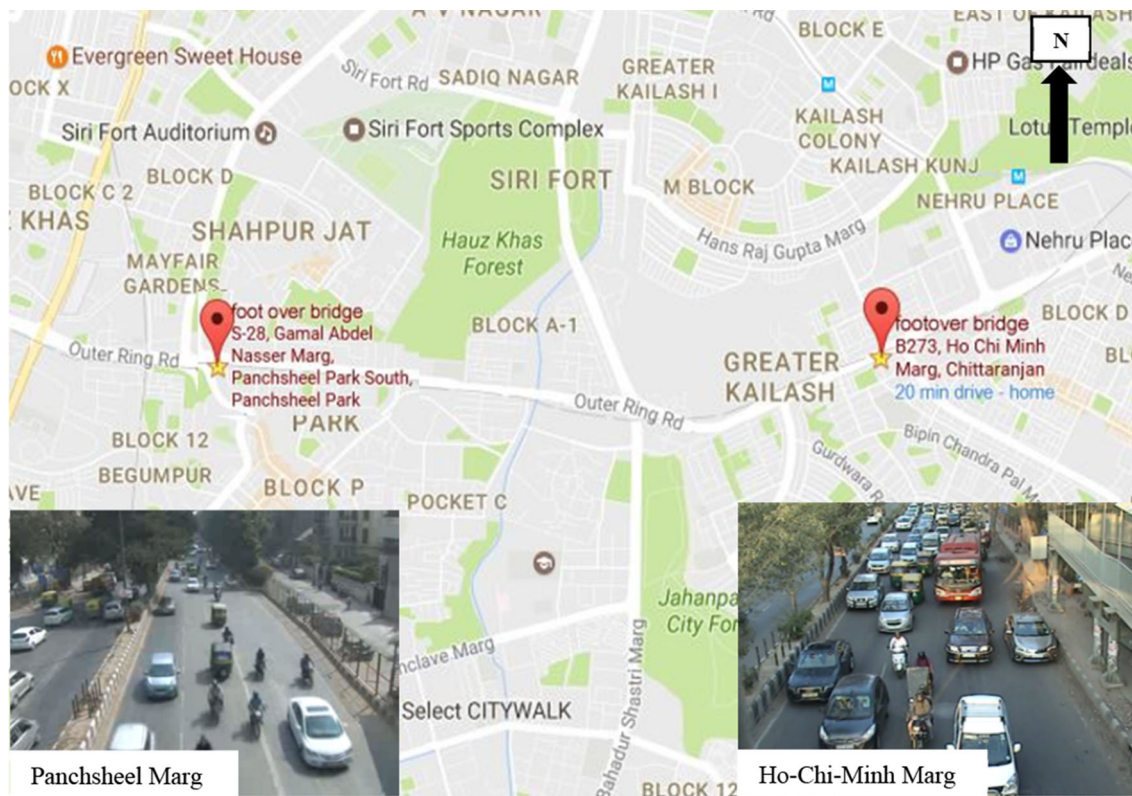 A V NAGAR
EAST OF KAILASH
Evergreen Sweet House
N
BLOCK E
HP Gas
OCK X
Siri Fort Rd
SADIQ NAGAR
GREATER
KAILASH I
M
Siri Fort Auditorium
Siri Fort Sports Complex
KAILASH
COLONY
Lotus Temple
BLOCK D
KAILASH KUNJ
BLOCK C 2
SIRI FORT
M BLOCK
M
KHAS
NEHRU PLACE
SHAHPUR JAT
Hauz Khas
Forest
Hans Raj Gupta Marg
Nehru Place
MAYFAIR
GARDENS
foot over bridge
S-28, Gamal Abdel
Nasser Marg,
Panchsheel Park South,
Panchsheel Park
BLOCK A-1
footover bridge
B273, Ho Chi Minh
Marg, Chittaranjan
20 min drive - home
BLOCK D
Outer Ring Rd
GREATER
KAILASH
Outer Ring Rd
PARK
BLOCK 12
Bipin Chandra Pal
BEGUMPUR
Gurdwara
AVE
BLOCK P
POCKET C
Jahanpa
City For
nclave Marg
Bahadur Shastri Marg
Select CITYWALK
Panchsheel Marg
Ho-Chi-Minh Marg
BLOCK 12